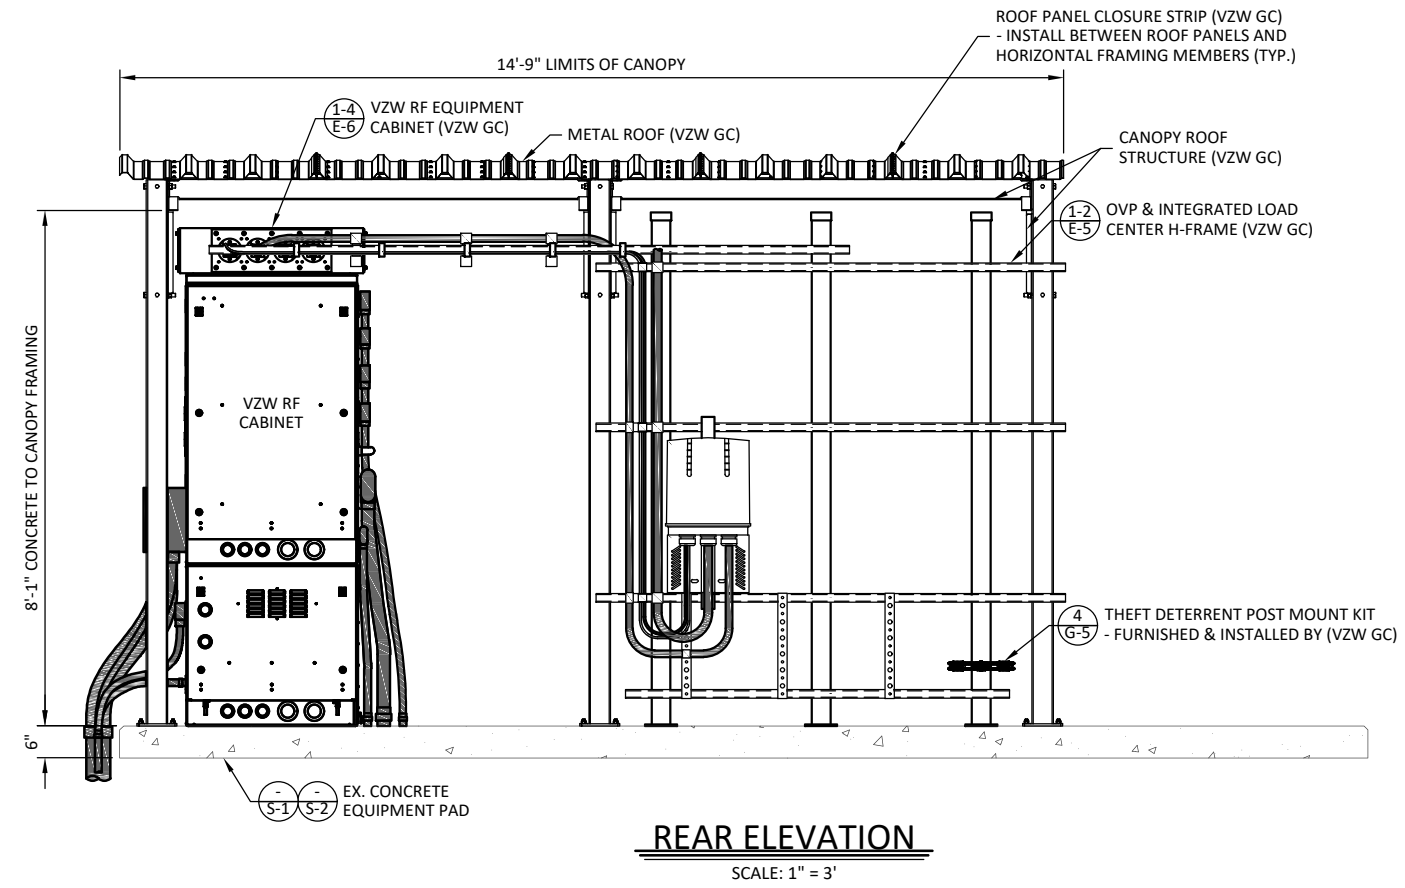 ROOF PANEL CLOSURE STRIP (VZW GC)
- INSTALL BETWEEN ROOF PANELS AND
HORIZONTAL FRAMING MEMBERS (TYP.)
14'-9" LIMITS OF CANOPY
1-4
E-6
VZW RF EQUIPMENT
CABINET (VZW GC)
METAL ROOF (VZW GC)
CANOPY ROOF
STRUCTURE (VZW GC)
1-2
E-5
OVP & INTEGRATED LOAD
CENTER H-FRAME (VZW GC)
8'-1" CONCRETE TO CANOPY FRAMING
VZW RF
CABINET
4
G-5
THEFT DETERRENT POST MOUNT KIT
- FURNISHED & INSTALLED BY (VZW GC)
6"
-
S-1
-
S-2
EX. CONCRETE
EQUIPMENT PAD
REAR ELEVATION
SCALE: 1" = 3'